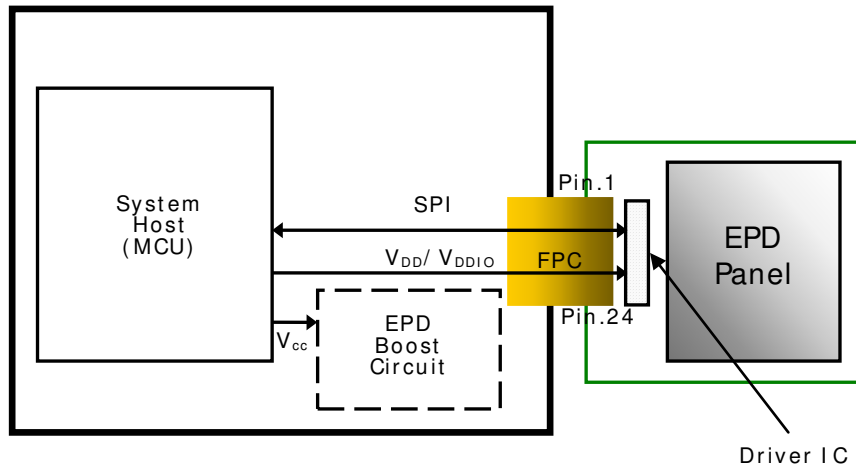 Pin.1
System
Host
(MCU)
SPI
EPD
Panel
VDD/ VDDIO
FPC
Pin.24
Vcc
EPD
Boost
Circuit
Driver IC